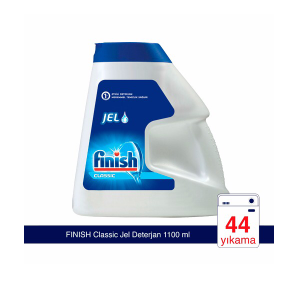 JEL
finish
CLASSIC
44
yıkama
FINISH Classic Jel Deterjan 1100 ml